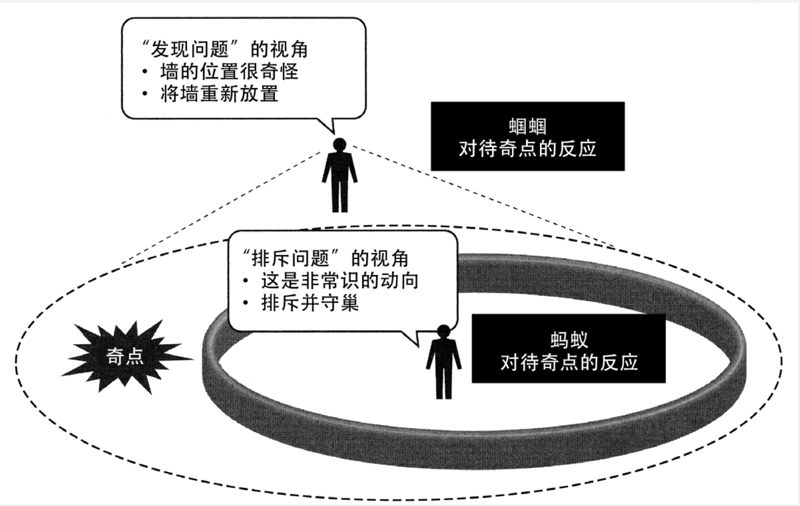 “发现问题”的视角
• 墙的位置很奇怪
• 将墙重新放置
蝈蝈
对待奇点的反应
“排斥问题”的视角
• 这是非常识的动向
• 排斥并守巢
奇点
蚂蚁
对待奇点的反应